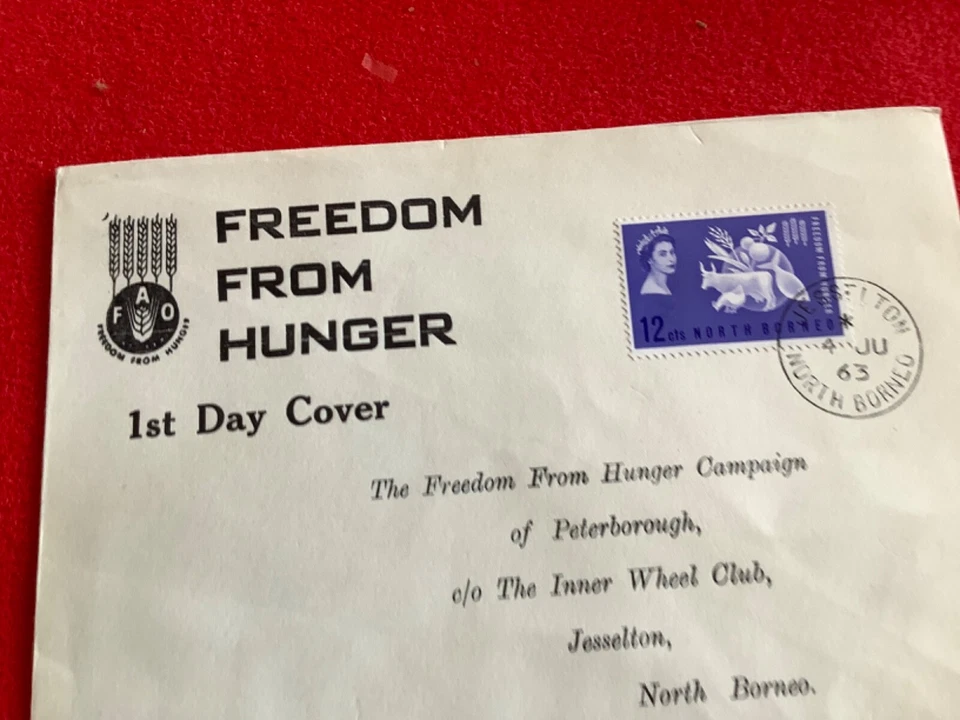 FREEDOM
FROM
HUNGER
F A O
FREEDOM FROM HUNGER
1st Day Cover
FREEDOM FROM HUNGER
12cts NORTH BORNEO
JESSELTON
*
4 JU
63
NORTH BORNEO
The Freedom From Hunger Campaign
of Peterborough,
c/o The Inner Wheel Club,
Jesselton,
North Borneo.